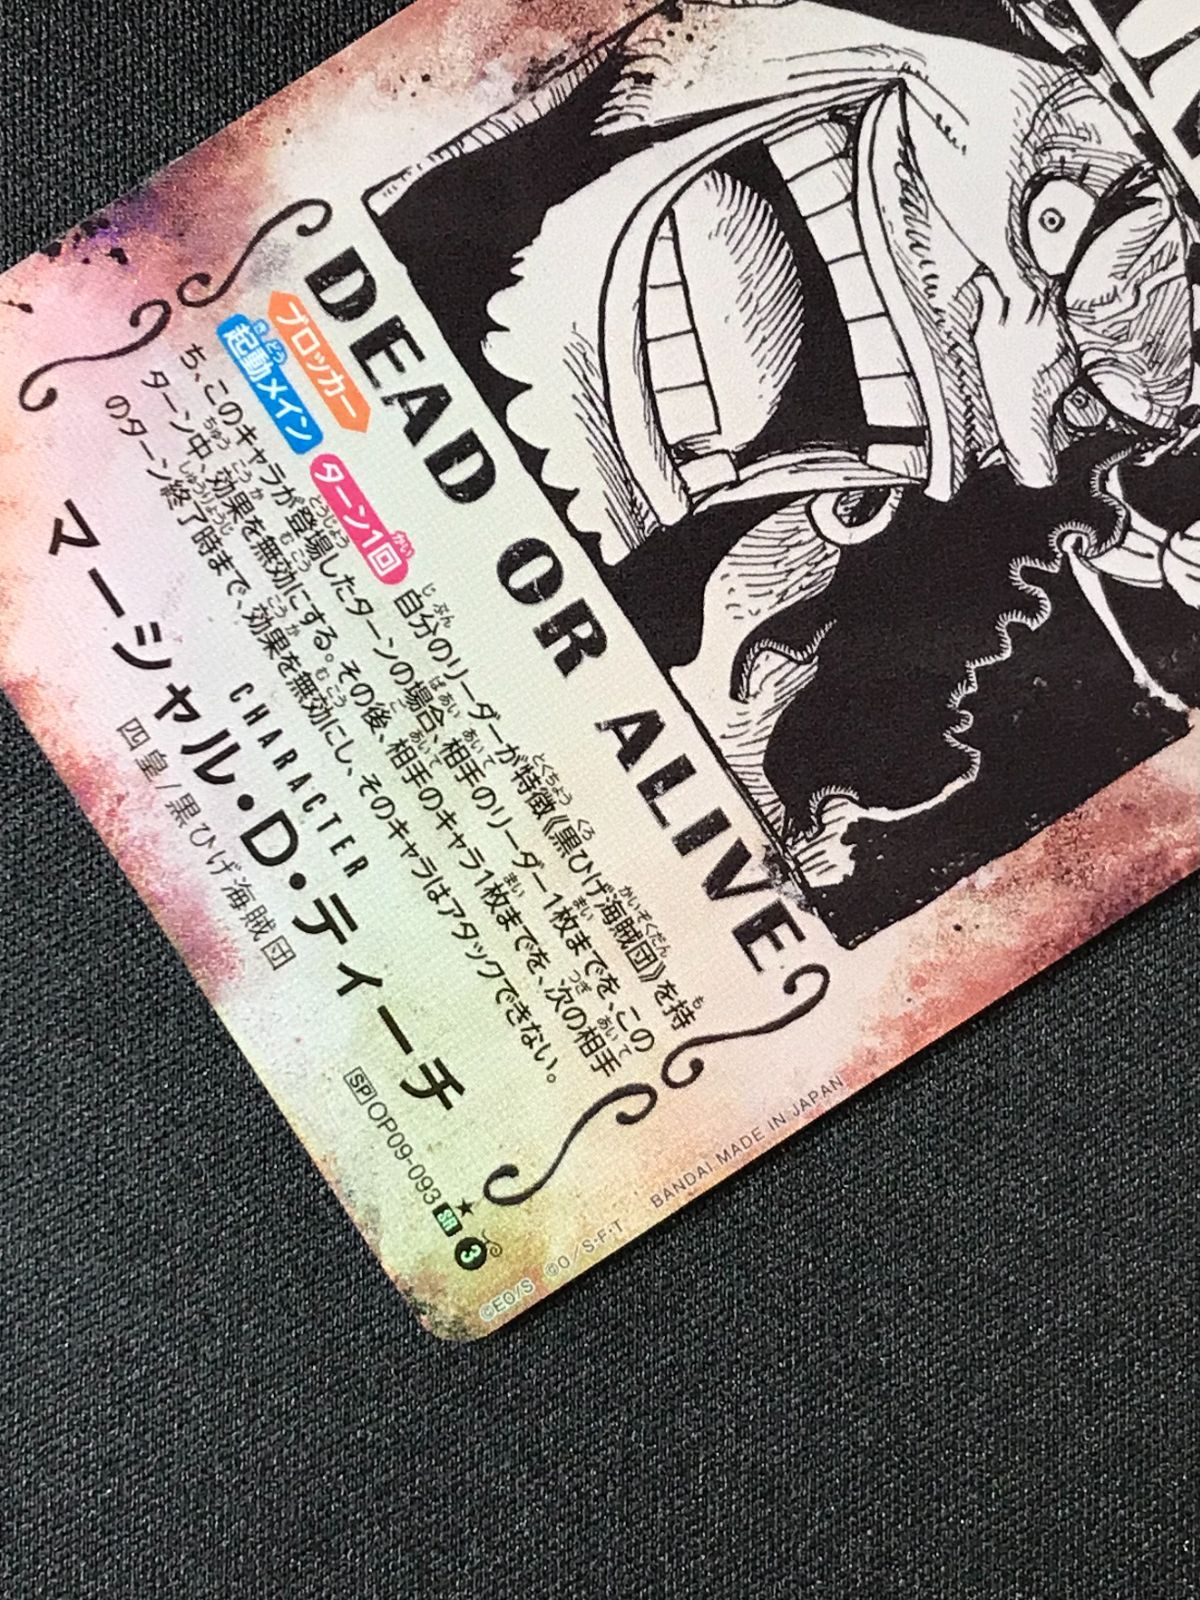 DEAD OR ALIVE
ブロッカー
起動メイン ターン1回 自分のリーダーが特徴《黒ひげ海賊団》を持
ち、このキャラが登場したターンの場合、相手のリーダー1枚までを、この
ターン中、効果を無効にする。その後、相手のキャラ1枚までを、次の相手
のターン終了時まで、効果を無効にし、そのキャラはアタックできない。
CHARACTER
マーシャル・D・ティーチ
四皇/黒ひげ海賊団
SP OP09-093 SR ★ 3
©E.O/S ©O/S・F・T BANDAI MADE IN JAPAN